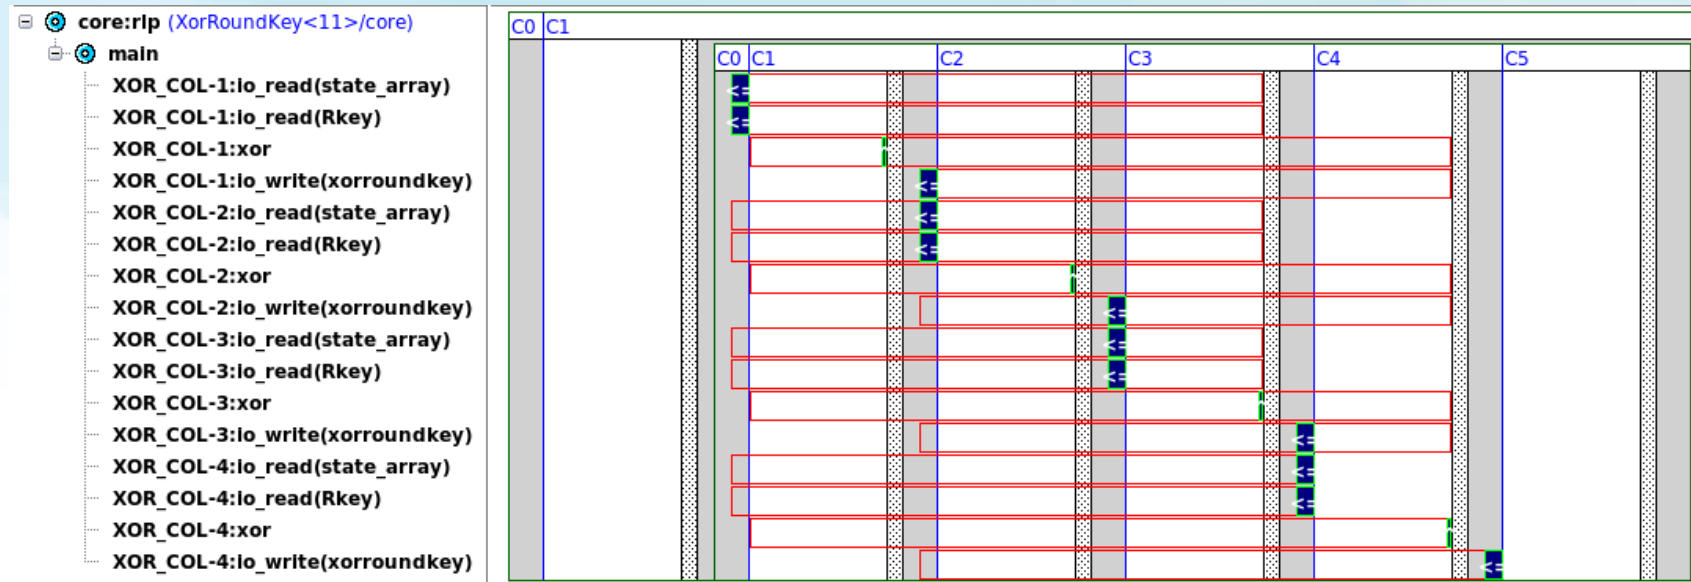 core:rlp (XorRoundKey<11>/core)
main
XOR_COL-1:io_read(state_array)
XOR_COL-1:io_read(Rkey)
XOR_COL-1:xor
XOR_COL-1:io_write(xorroundkey)
XOR_COL-2:io_read(state_array)
XOR_COL-2:io_read(Rkey)
XOR_COL-2:xor
XOR_COL-2:io_write(xorroundkey)
XOR_COL-3:io_read(state_array)
XOR_COL-3:io_read(Rkey)
XOR_COL-3:xor
XOR_COL-3:io_write(xorroundkey)
XOR_COL-4:io_read(state_array)
XOR_COL-4:io_read(Rkey)
XOR_COL-4:xor
XOR_COL-4:io_write(xorroundkey)
C0 C1
C0 C1 C2 C3 C4 C5
<=
<=
<=
<=
<=
<=
<=
<=
<=
<=
<=
<=